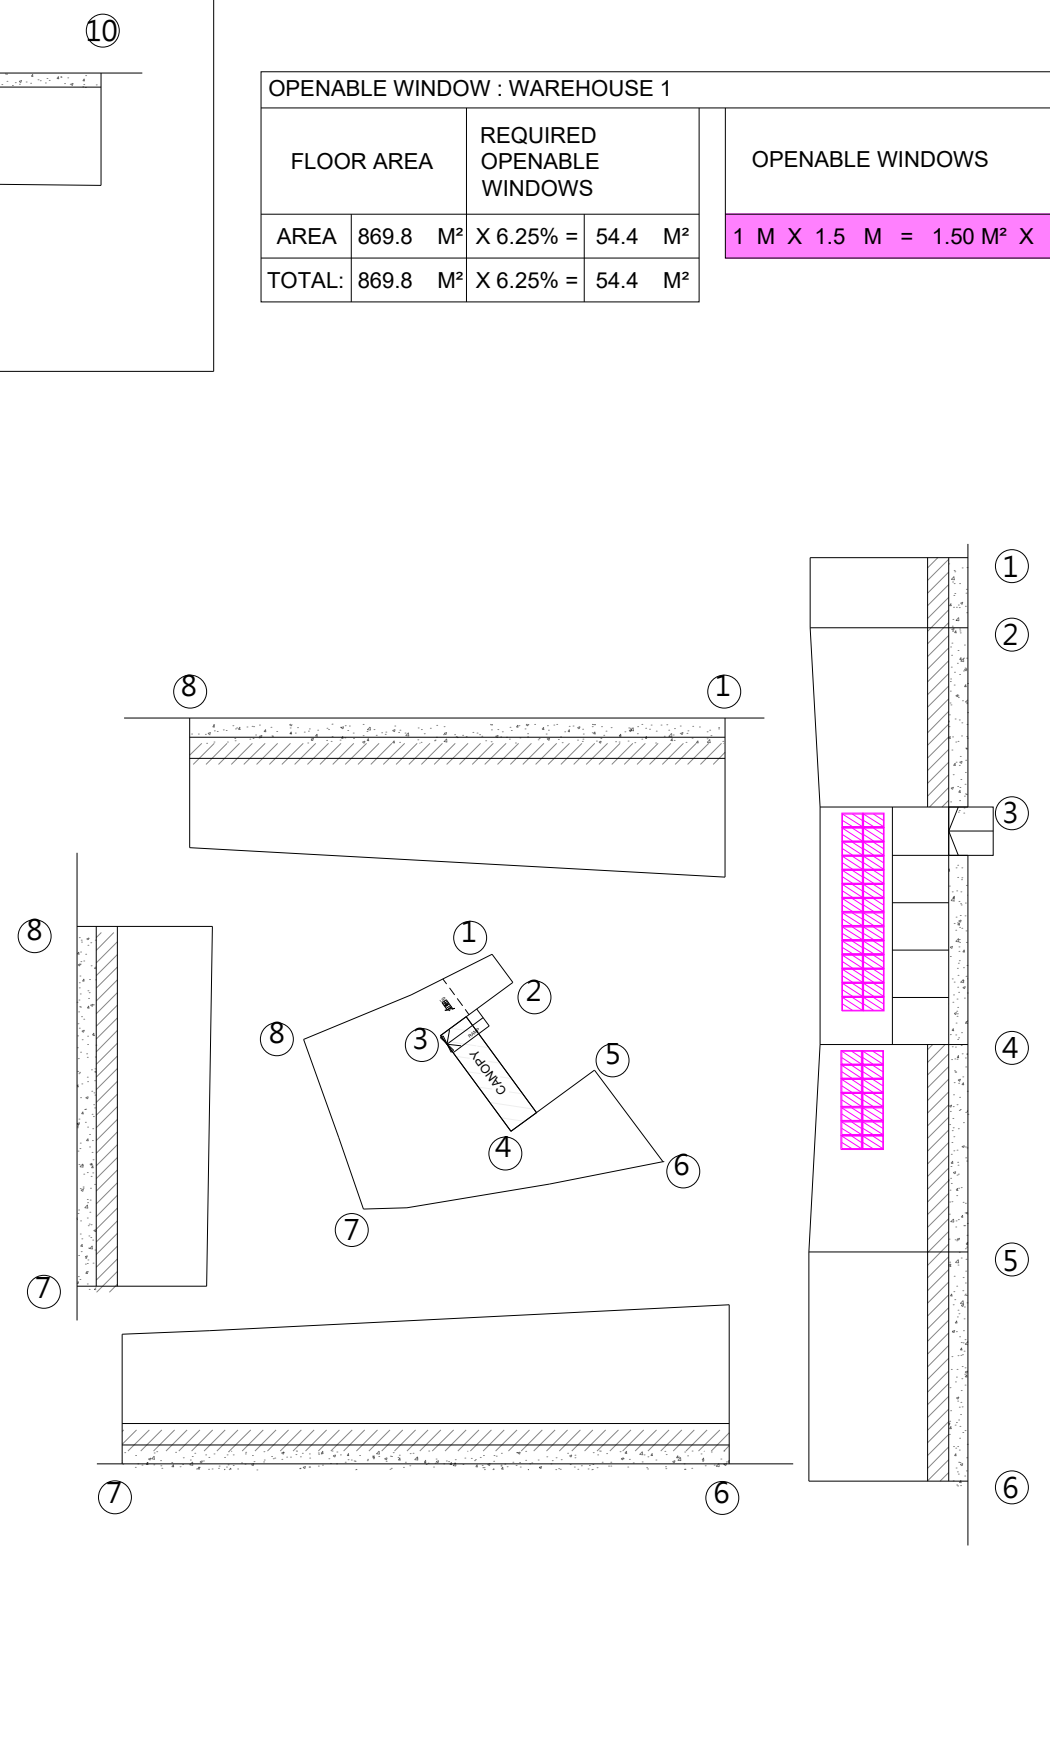 10
OPENABLE WINDOW : WAREHOUSE 1
FLOOR AREA
REQUIRED
OPENABLE
WINDOWS
OPENABLE WINDOWS
AREA 869.8 M² X 6.25% = 54.4 M²
1 M X 1.5 M = 1.50 M² X
TOTAL: 869.8 M² X 6.25% = 54.4 M²
1
2
3
4
5
6
8 1
8
7
1
2
3
4
5
6
7
8
CANOPY
7 6